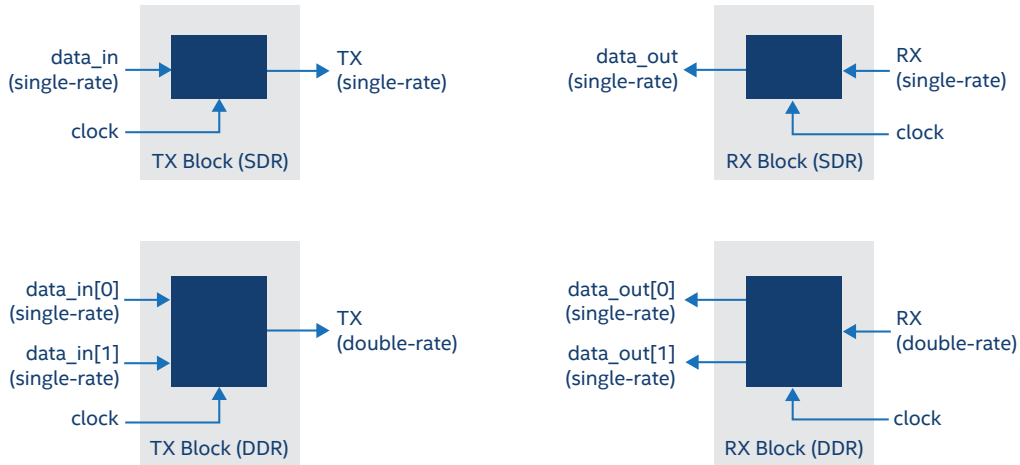 data_in
(single-rate)
TX
(single-rate)
clock
TX Block (SDR)
data_out
(single-rate)
RX
(single-rate)
clock
RX Block (SDR)
data_in[0]
(single-rate)
data_in[1]
(single-rate)
TX
(double-rate)
clock
TX Block (DDR)
data_out[0]
(single-rate)
data_out[1]
(single-rate)
RX
(double-rate)
clock
RX Block (DDR)